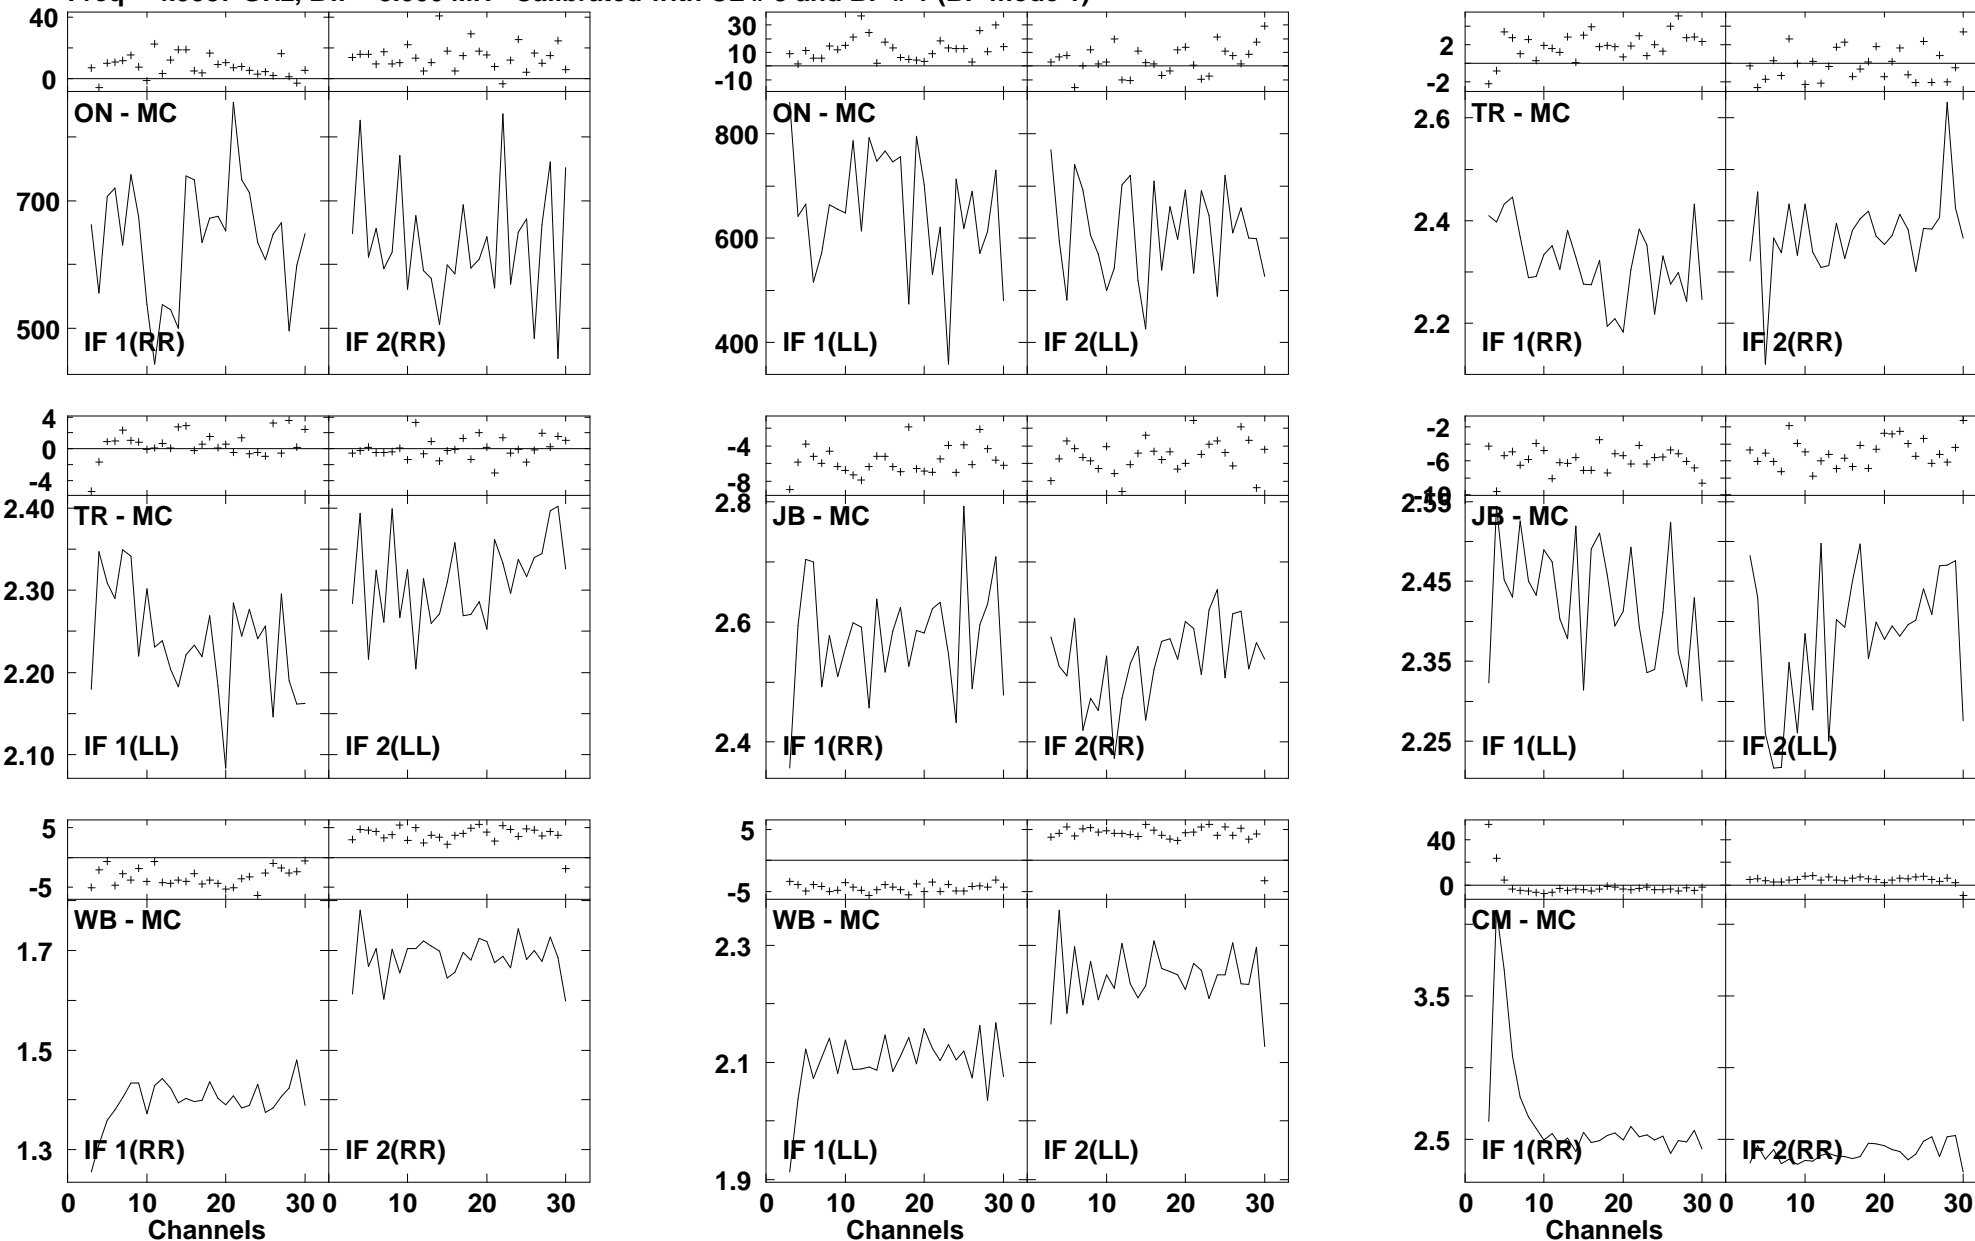 40 0 30 10 -10 2 -2
ON - MC ON - MC TR - MC
700 500 800 600 400 2.6 2.4 2.2
IF 1(RR) IF 2(RR) IF 1(LL) IF 2(LL) IF 1(RR) IF 2(RR)
4 0 -4 -4 -8 -2 -6 -10
TR - MC JB - MC JB - MC
2.40 2.30 2.20 2.10 2.8 2.6 2.4 2.55 2.45 2.35 2.25
IF 1(LL) IF 2(LL) IF 1(RR) IF 2(RR) IF 1(LL) IF 2(LL)
5 -5 5 -5 40 0
WB - MC WB - MC CM - MC
1.7 1.5 1.3 2.3 2.1 1.9 3.5 2.5
IF 1(RR) IF 2(RR) IF 1(LL) IF 2(LL) IF 1(RR) IF 2(RR)
0 10 20 30 0 10 20 30 0 10 20 30 0 10 20 30 0 10 20 30 0 10 20 30
Channels Channels Channels